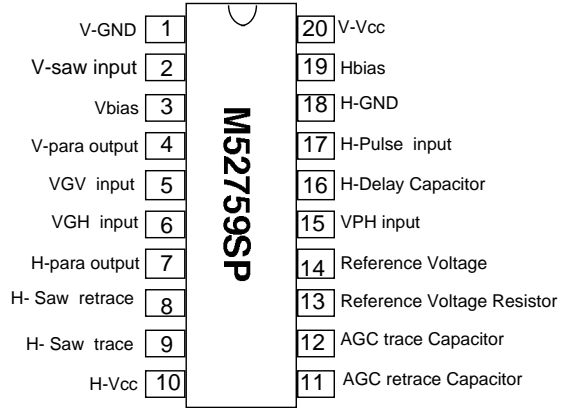 V-GND 1 20 V-Vcc
V-saw input 2 19 Hbias
Vbias 3 18 H-GND
V-para output 4 17 H-Pulse input
VGV input 5 16 H-Delay Capacitor
VGH input 6 15 VPH input
H-para output 7 14 Reference Voltage
H- Saw retrace 8 13 Reference Voltage Resistor
H- Saw trace 9 12 AGC trace Capacitor
H-Vcc 10 11 AGC retrace Capacitor
M52759SP